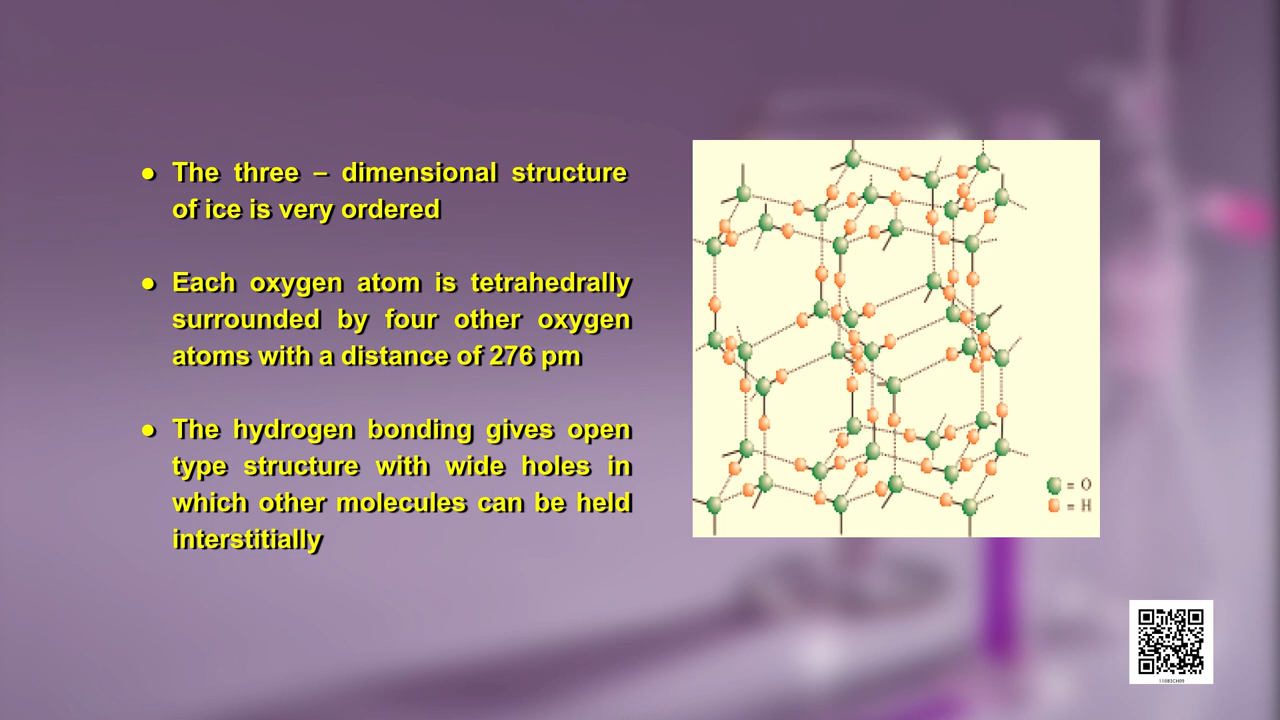 ● The three – dimensional structure
of ice is very ordered
● Each oxygen atom is tetrahedrally
surrounded by four other oxygen
atoms with a distance of 276 pm
● The hydrogen bonding gives open
type structure with wide holes in
which other molecules can be held
interstitially
= O
= H
11083CH09